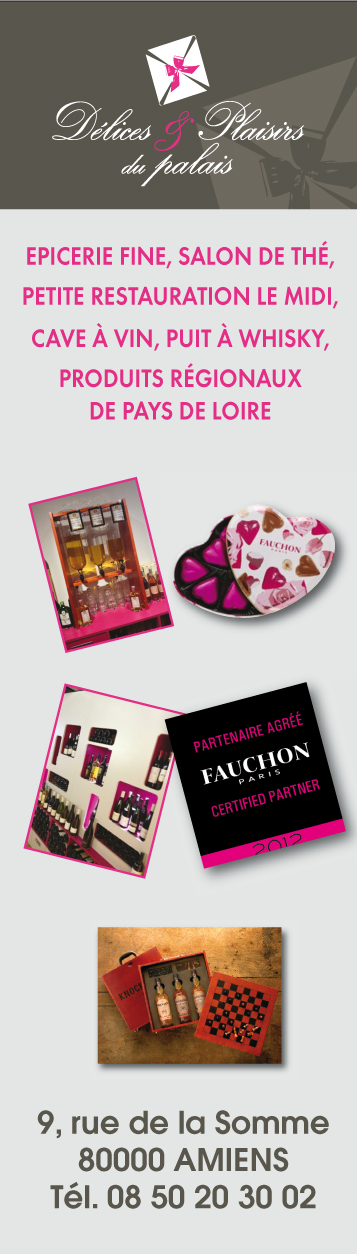 Délices & Plaisirs
du palais
EPICERIE FINE, SALON DE THÉ,
PETITE RESTAURATION LE MIDI,
CAVE À VIN, PUIT À WHISKY,
PRODUITS RÉGIONAUX
DE PAYS DE LOIRE
FAUCHON
PARIS
PARTENAIRE AGRÉÉ
FAUCHON
PARIS
CERTIFIED PARTNER
2012
9, rue de la Somme
80000 AMIENS
Tél. 08 50 20 30 02